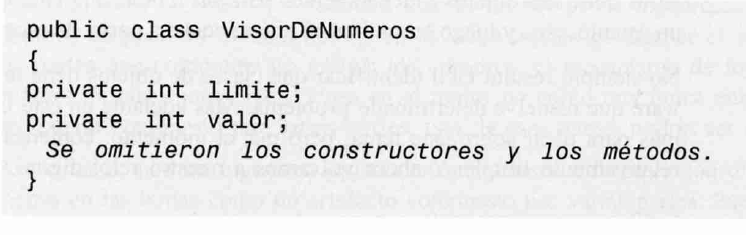 public class VisorDeNumeros
{
private int limite;
private int valor;
Se omitieron los constructores y los métodos.
}